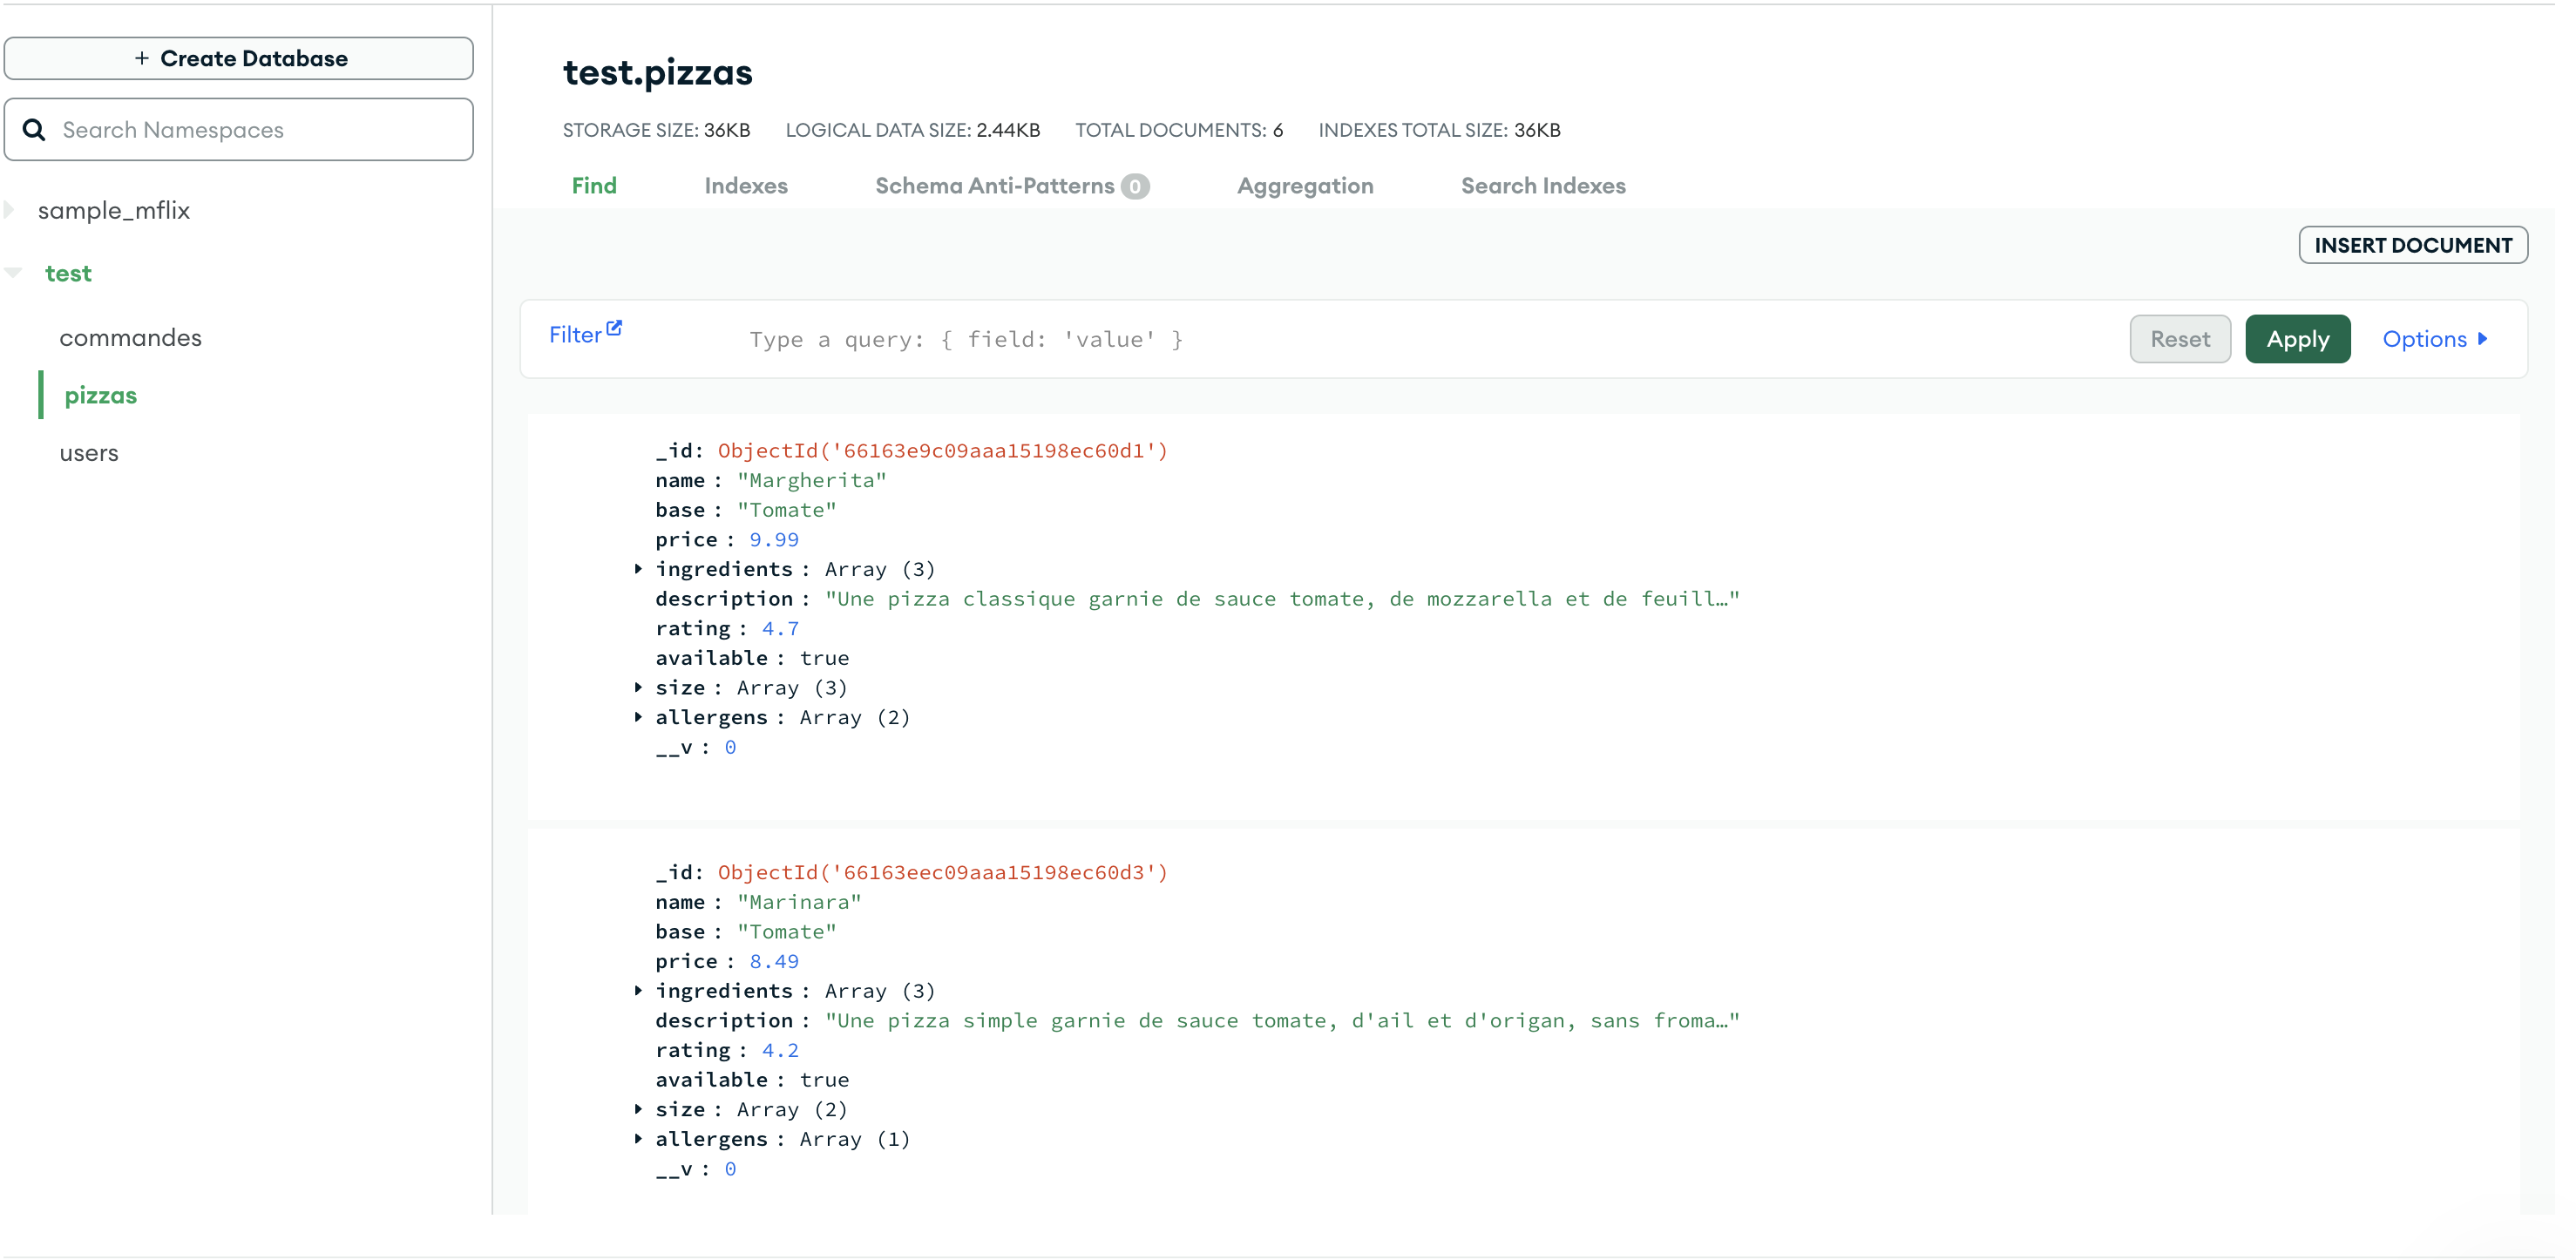 + Create Database
Search Namespaces
sample_mflix
test
commandes
pizzas
users
test.pizzas
STORAGE SIZE: 36KB LOGICAL DATA SIZE: 2.44KB TOTAL DOCUMENTS: 6 INDEXES TOTAL SIZE: 36KB
Find Indexes Schema Anti-Patterns 0 Aggregation Search Indexes
INSERT DOCUMENT
Filter Type a query: { field: 'value' } Reset Apply Options
_id: ObjectId('66163e9c09aaa15198ec60d1')
name : "Margherita"
base : "Tomate"
price : 9.99
ingredients : Array (3)
description : "Une pizza classique garnie de sauce tomate, de mozzarella et de feuill…"
rating : 4.7
available : true
size : Array (3)
allergens : Array (2)
__v : 0
_id: ObjectId('66163eec09aaa15198ec60d3')
name : "Marinara"
base : "Tomate"
price : 8.49
ingredients : Array (3)
description : "Une pizza simple garnie de sauce tomate, d'ail et d'origan, sans froma…"
rating : 4.2
available : true
size : Array (2)
allergens : Array (1)
__v : 0